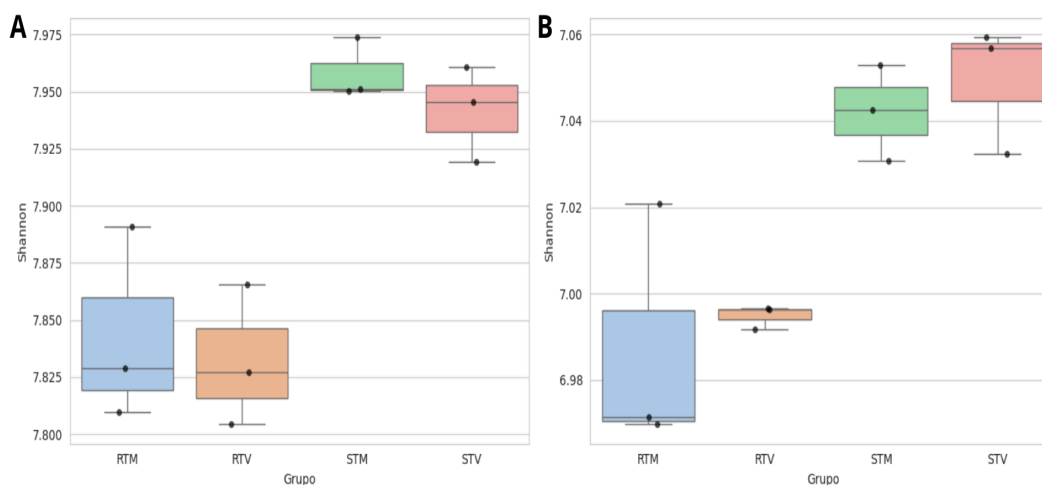 A
Shannon
7.975
7.950
7.925
7.900
7.875
7.850
7.825
7.800
RTM RTV STM STV
Grupo
B
Shannon
7.06
7.04
7.02
7.00
6.98
RTM RTV STM STV
Grupo